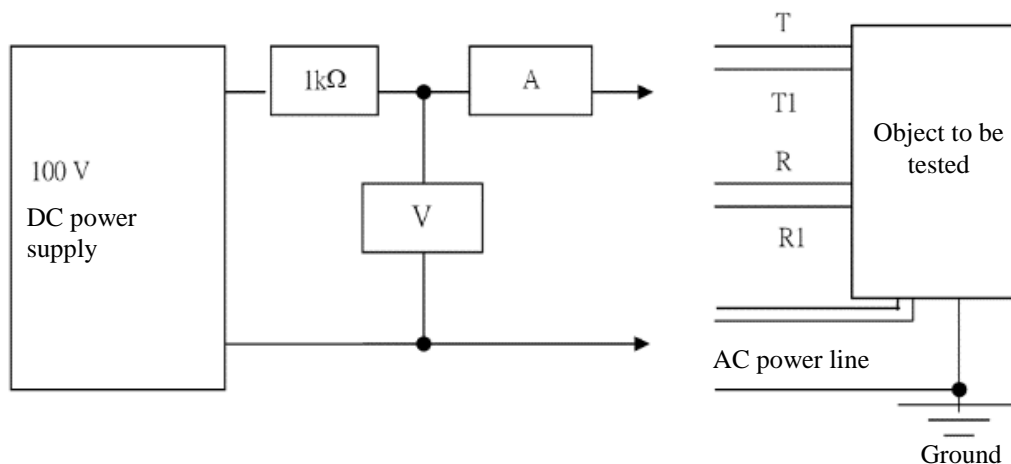 100 V
DC power
supply
1kΩ
A
V
T
T1
R
R1
Object to be
tested
AC power line
Ground